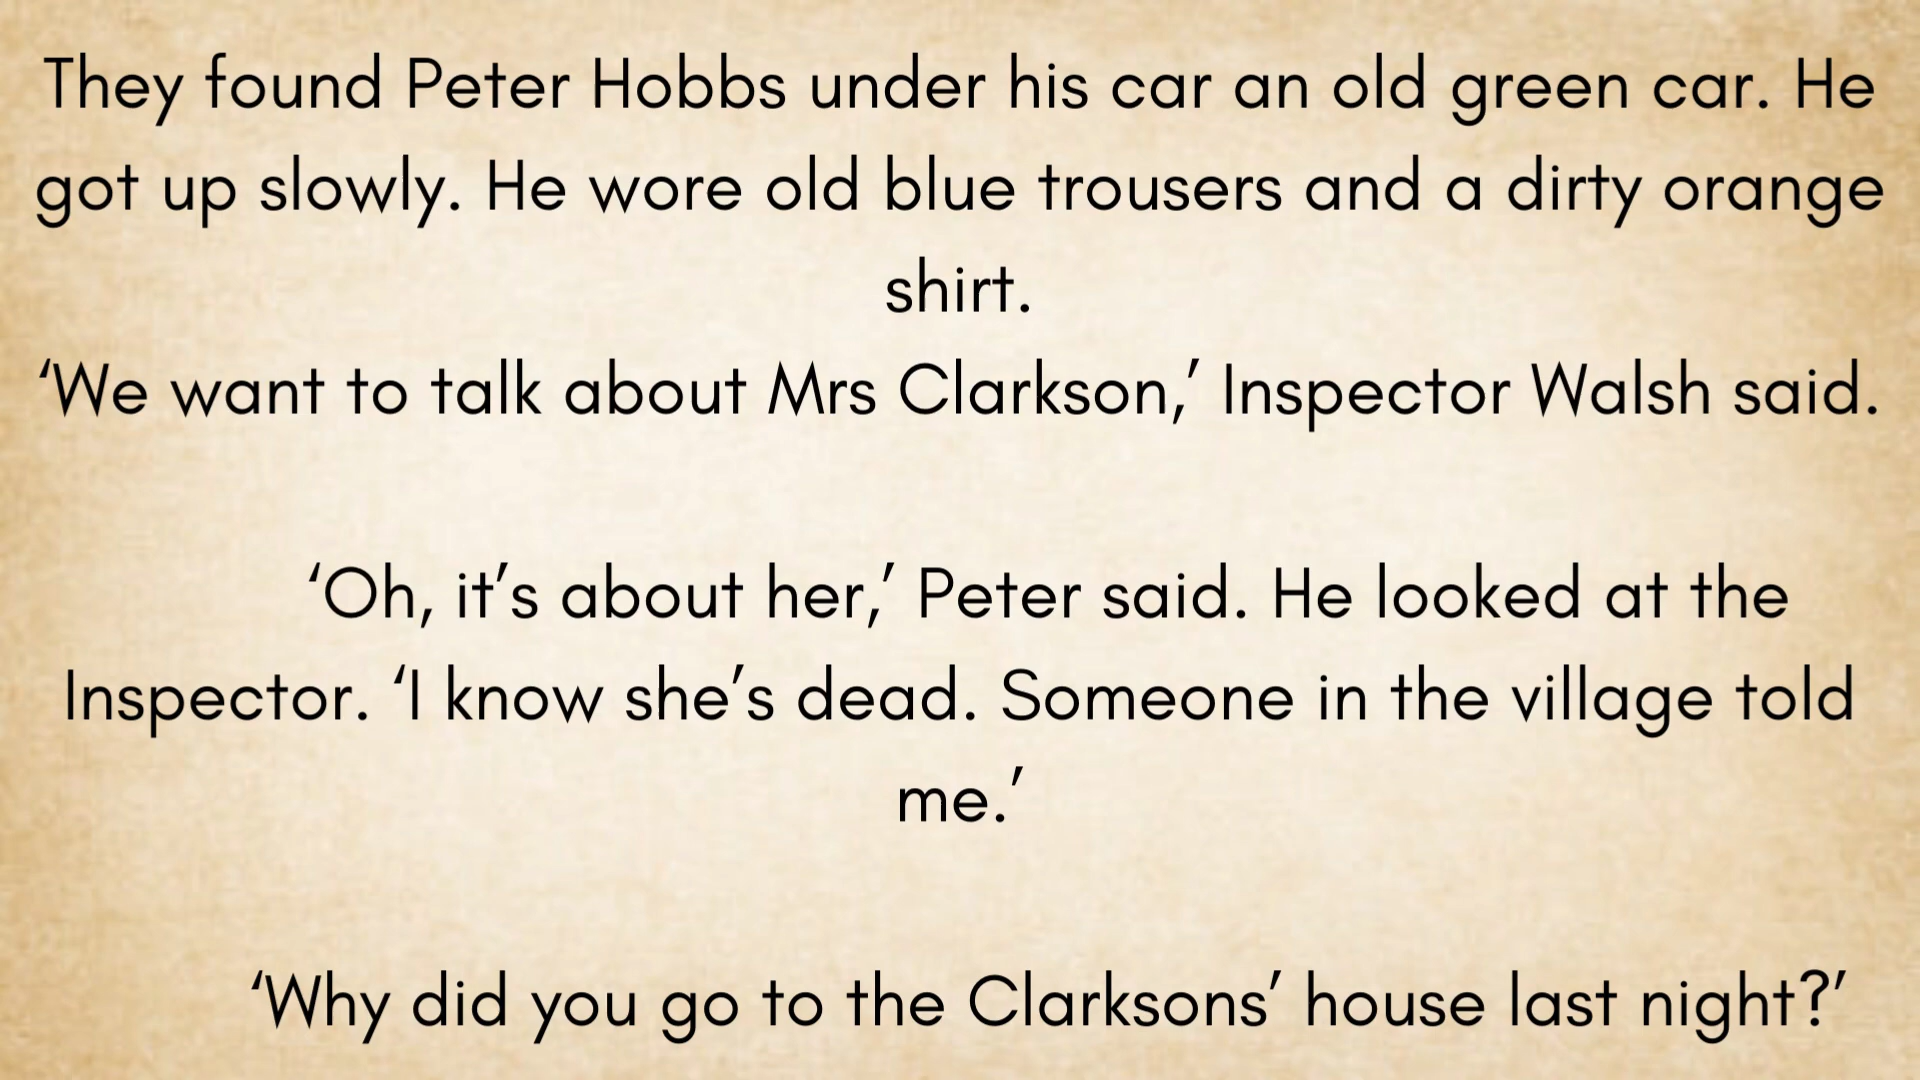 They found Peter Hobbs under his car an old green car. He
got up slowly. He wore old blue trousers and a dirty orange
shirt.
‘We want to talk about Mrs Clarkson,’ Inspector Walsh said.
‘Oh, it’s about her,’ Peter said. He looked at the
Inspector. ‘I know she’s dead. Someone in the village told
me.’
‘Why did you go to the Clarksons’ house last night?’